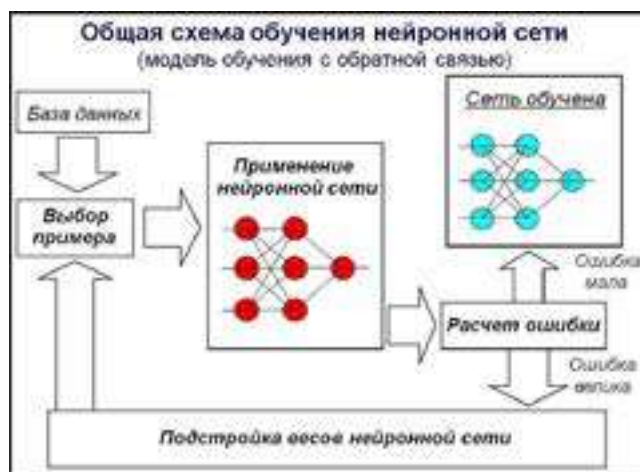 Общая схема обучения нейронной сети
(модель обучения с обратной связью)
База данных
Выбор
примера
Применение
нейронной сети
Сеть обучена
Ошибка
мала
Расчет ошибки
Ошибка
велика
Подстройка весов нейронной сети